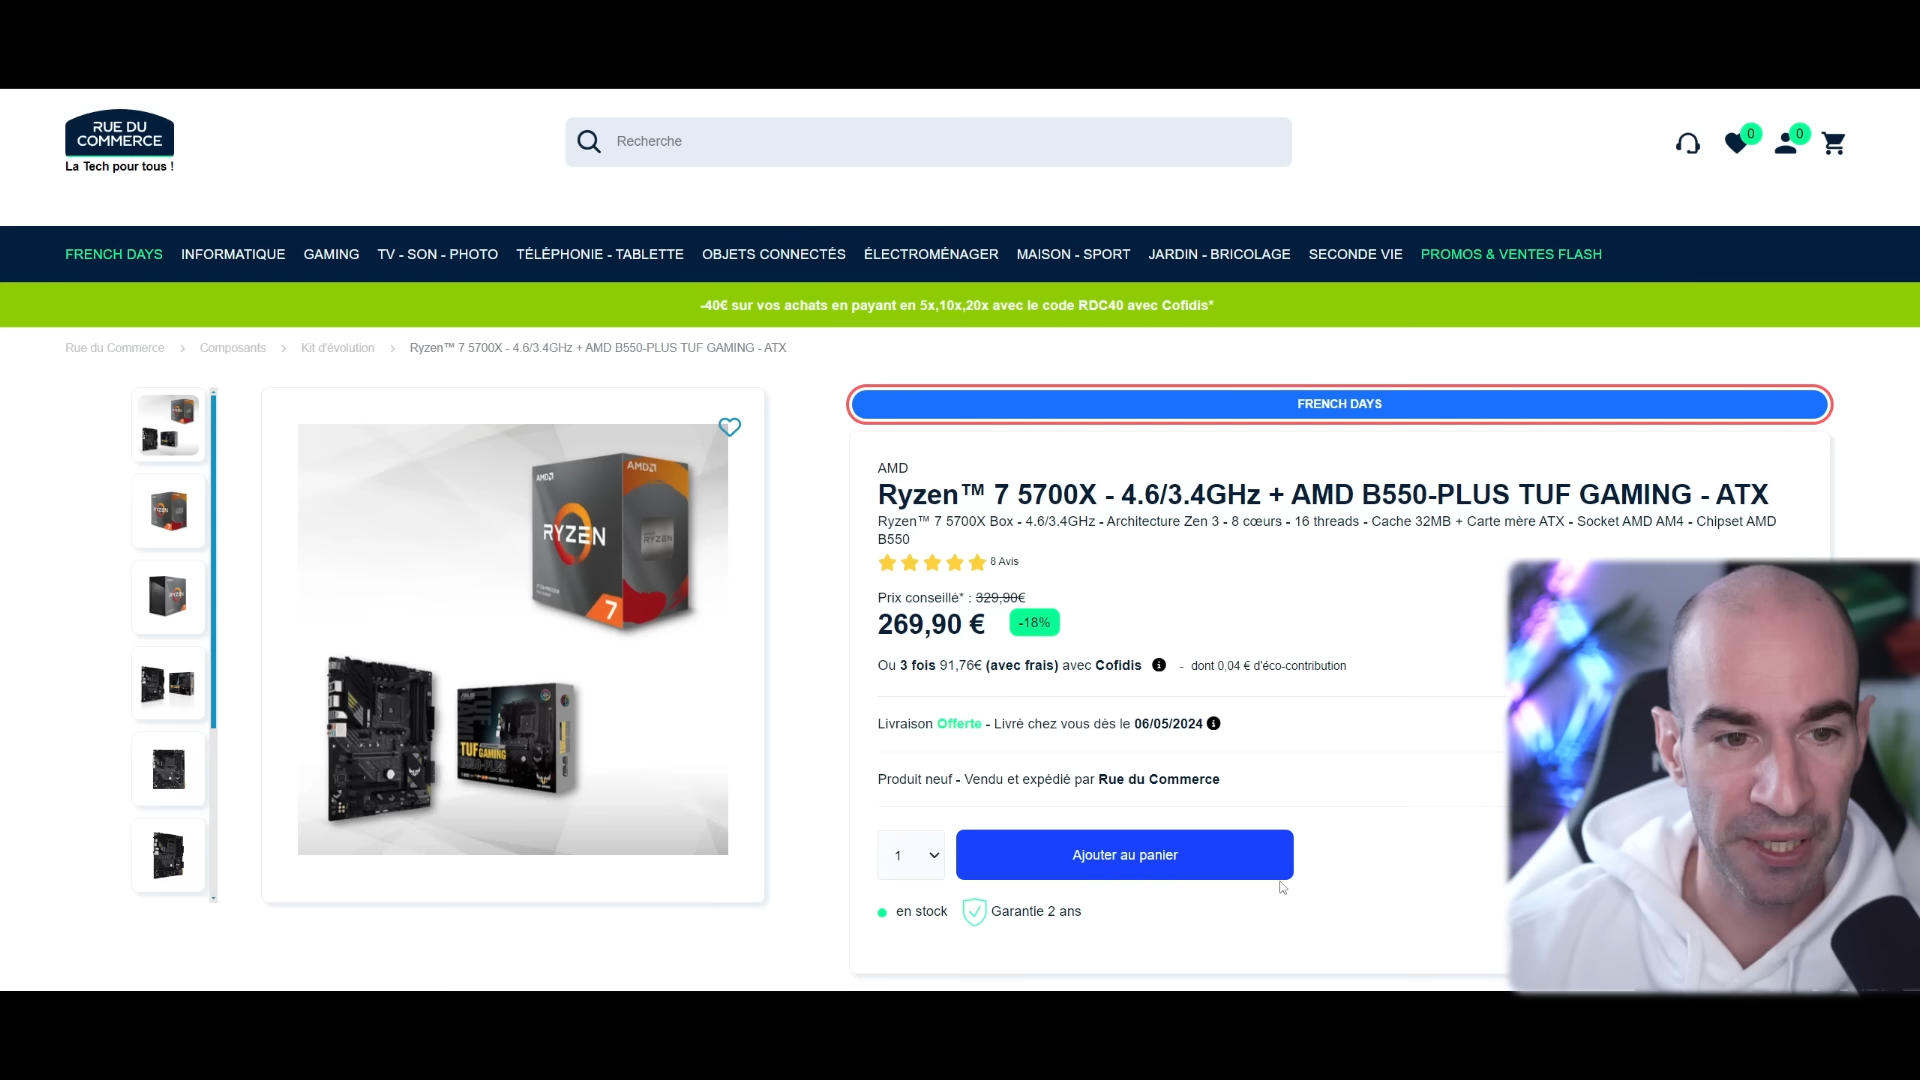 RUE DU
COMMERCE
La Tech pour tous !
Recherche
0
0
FRENCH DAYS
INFORMATIQUE
GAMING
TV - SON - PHOTO
TÉLÉPHONIE - TABLETTE
OBJETS CONNECTÉS
ÉLECTROMÉNAGER
MAISON - SPORT
JARDIN - BRICOLAGE
SECONDE VIE
PROMOS & VENTES FLASH
-40€ sur vos achats en payant en 5x,10x,20x avec le code RDC40 avec Cofidis*
Rue du Commerce > Composants > Kit d'évolution > Ryzen™ 7 5700X - 4.6/3.4GHz + AMD B550-PLUS TUF GAMING - ATX
AMD
AMD
RYZEN
RYZEN
7
TUF GAMING
FRENCH DAYS
AMD
Ryzen™ 7 5700X - 4.6/3.4GHz + AMD B550-PLUS TUF GAMING - ATX
Ryzen™ 7 5700X Box - 4.6/3.4GHz - Architecture Zen 3 - 8 cœurs - 16 threads - Cache 32MB + Carte mère ATX - Socket AMD AM4 - Chipset AMD
B550
8 Avis
Prix conseillé* : 329,90€
269,90 € -18%
Ou 3 fois 91,76€ (avec frais) avec Cofidis - dont 0,04 € d'éco-contribution
Livraison Offerte - Livré chez vous dès le 06/05/2024
Produit neuf - Vendu et expédié par Rue du Commerce
1
Ajouter au panier
en stock
Garantie 2 ans